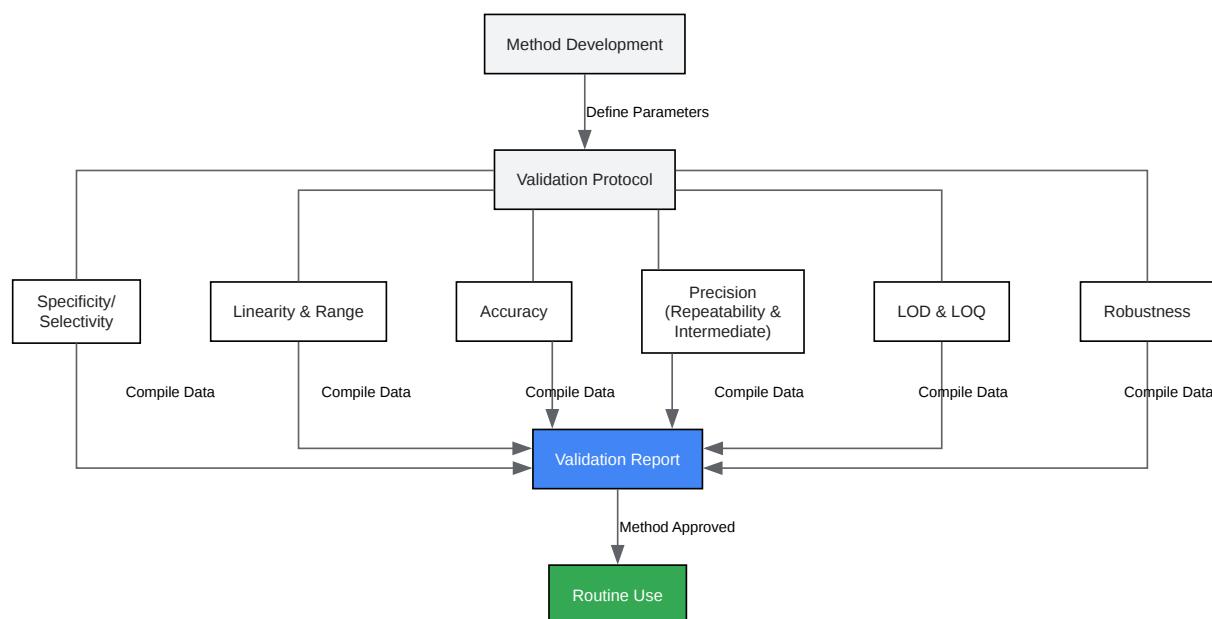 Method Development
Define Parameters
Validation Protocol
Specificity/
Selectivity
Linearity & Range
Accuracy
Precision
(Repeatability &
Intermediate)
LOD & LOQ
Robustness
Compile Data
Compile Data
Compile Data
Compile Data
Compile Data
Compile Data
Validation Report
Method Approved
Routine Use